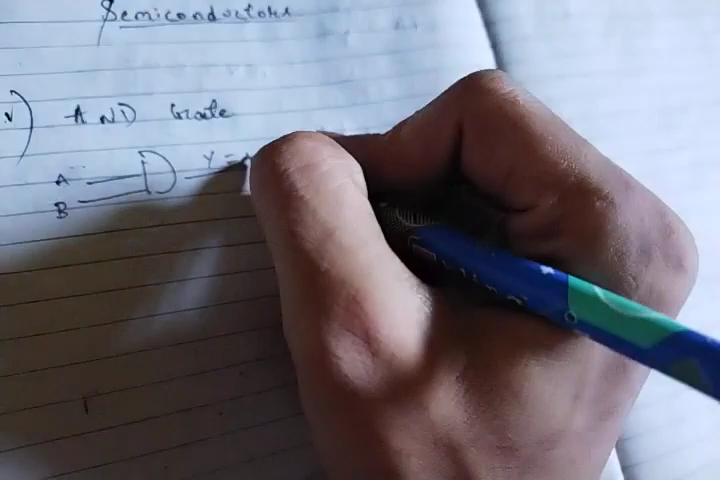 Semiconductors
v) AND Gate
A
Y =
B